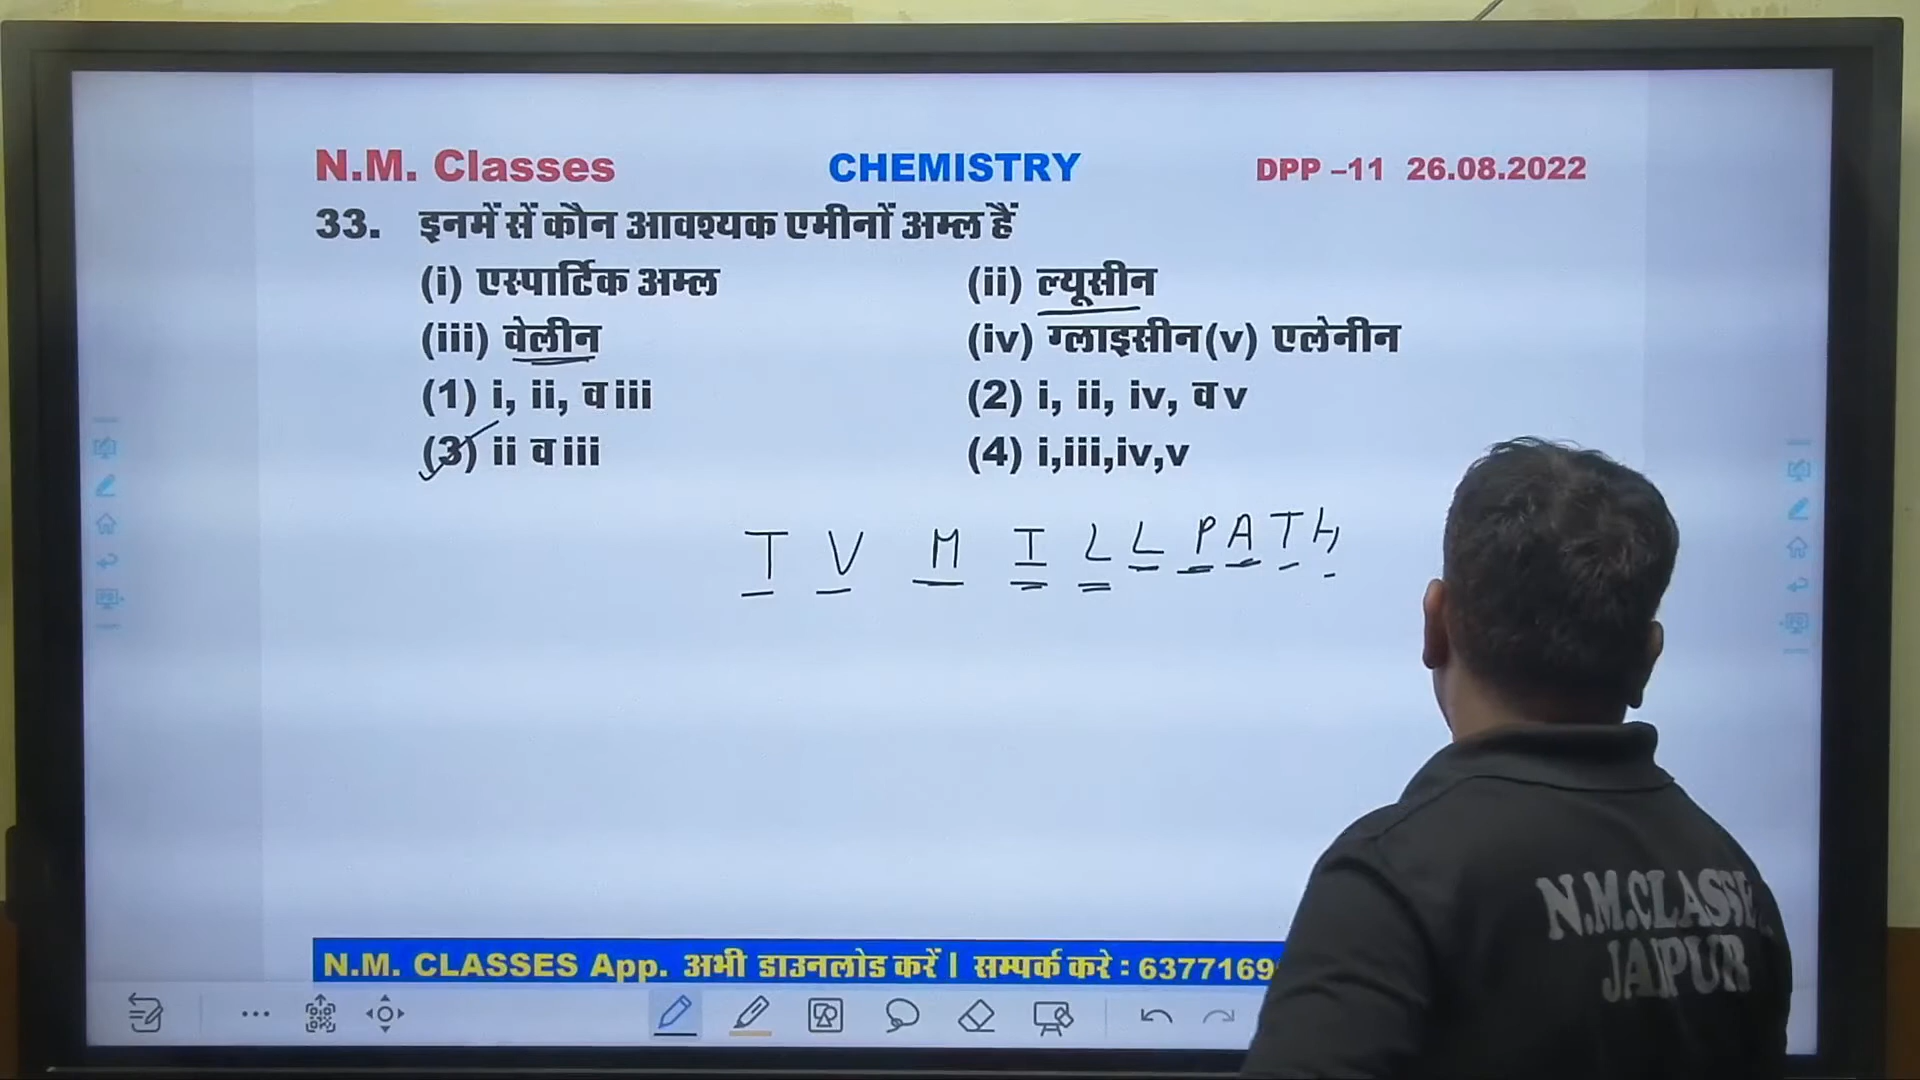 N.M. Classes CHEMISTRY DPP –11 26.08.2022
33. इनमें सें कौन आवश्यक एमीनों अम्ल हैं
(i) एस्पार्टिक अम्ल (ii) ल्यूसीन
(iii) वेलीन (iv) ग्लाइसीन (v) एलेनीन
(1) i, ii, व iii (2) i, ii, iv, व v
(3) ii व iii (4) i,iii,iv,v
T V M I L L P A T H
N.M. CLASSES App. अभी डाउनलोड करें। सम्पर्क करे : 6377169
N.M.CLASSE
JAIPUR